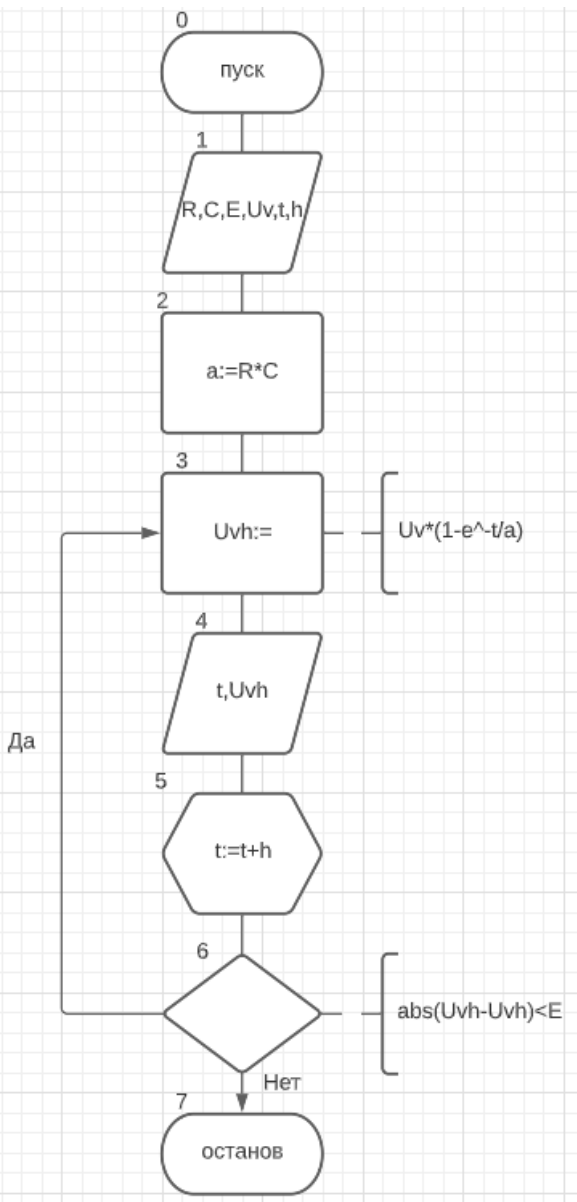 0
пуск
1
R,C,E,Uv,t,h
2
a:=R*C
3
Uvh:=
Uv*(1-e^-t/a)
4
t,Uvh
Да
5
t:=t+h
6
abs(Uvh-Uvh)<E
Нет
7
останов